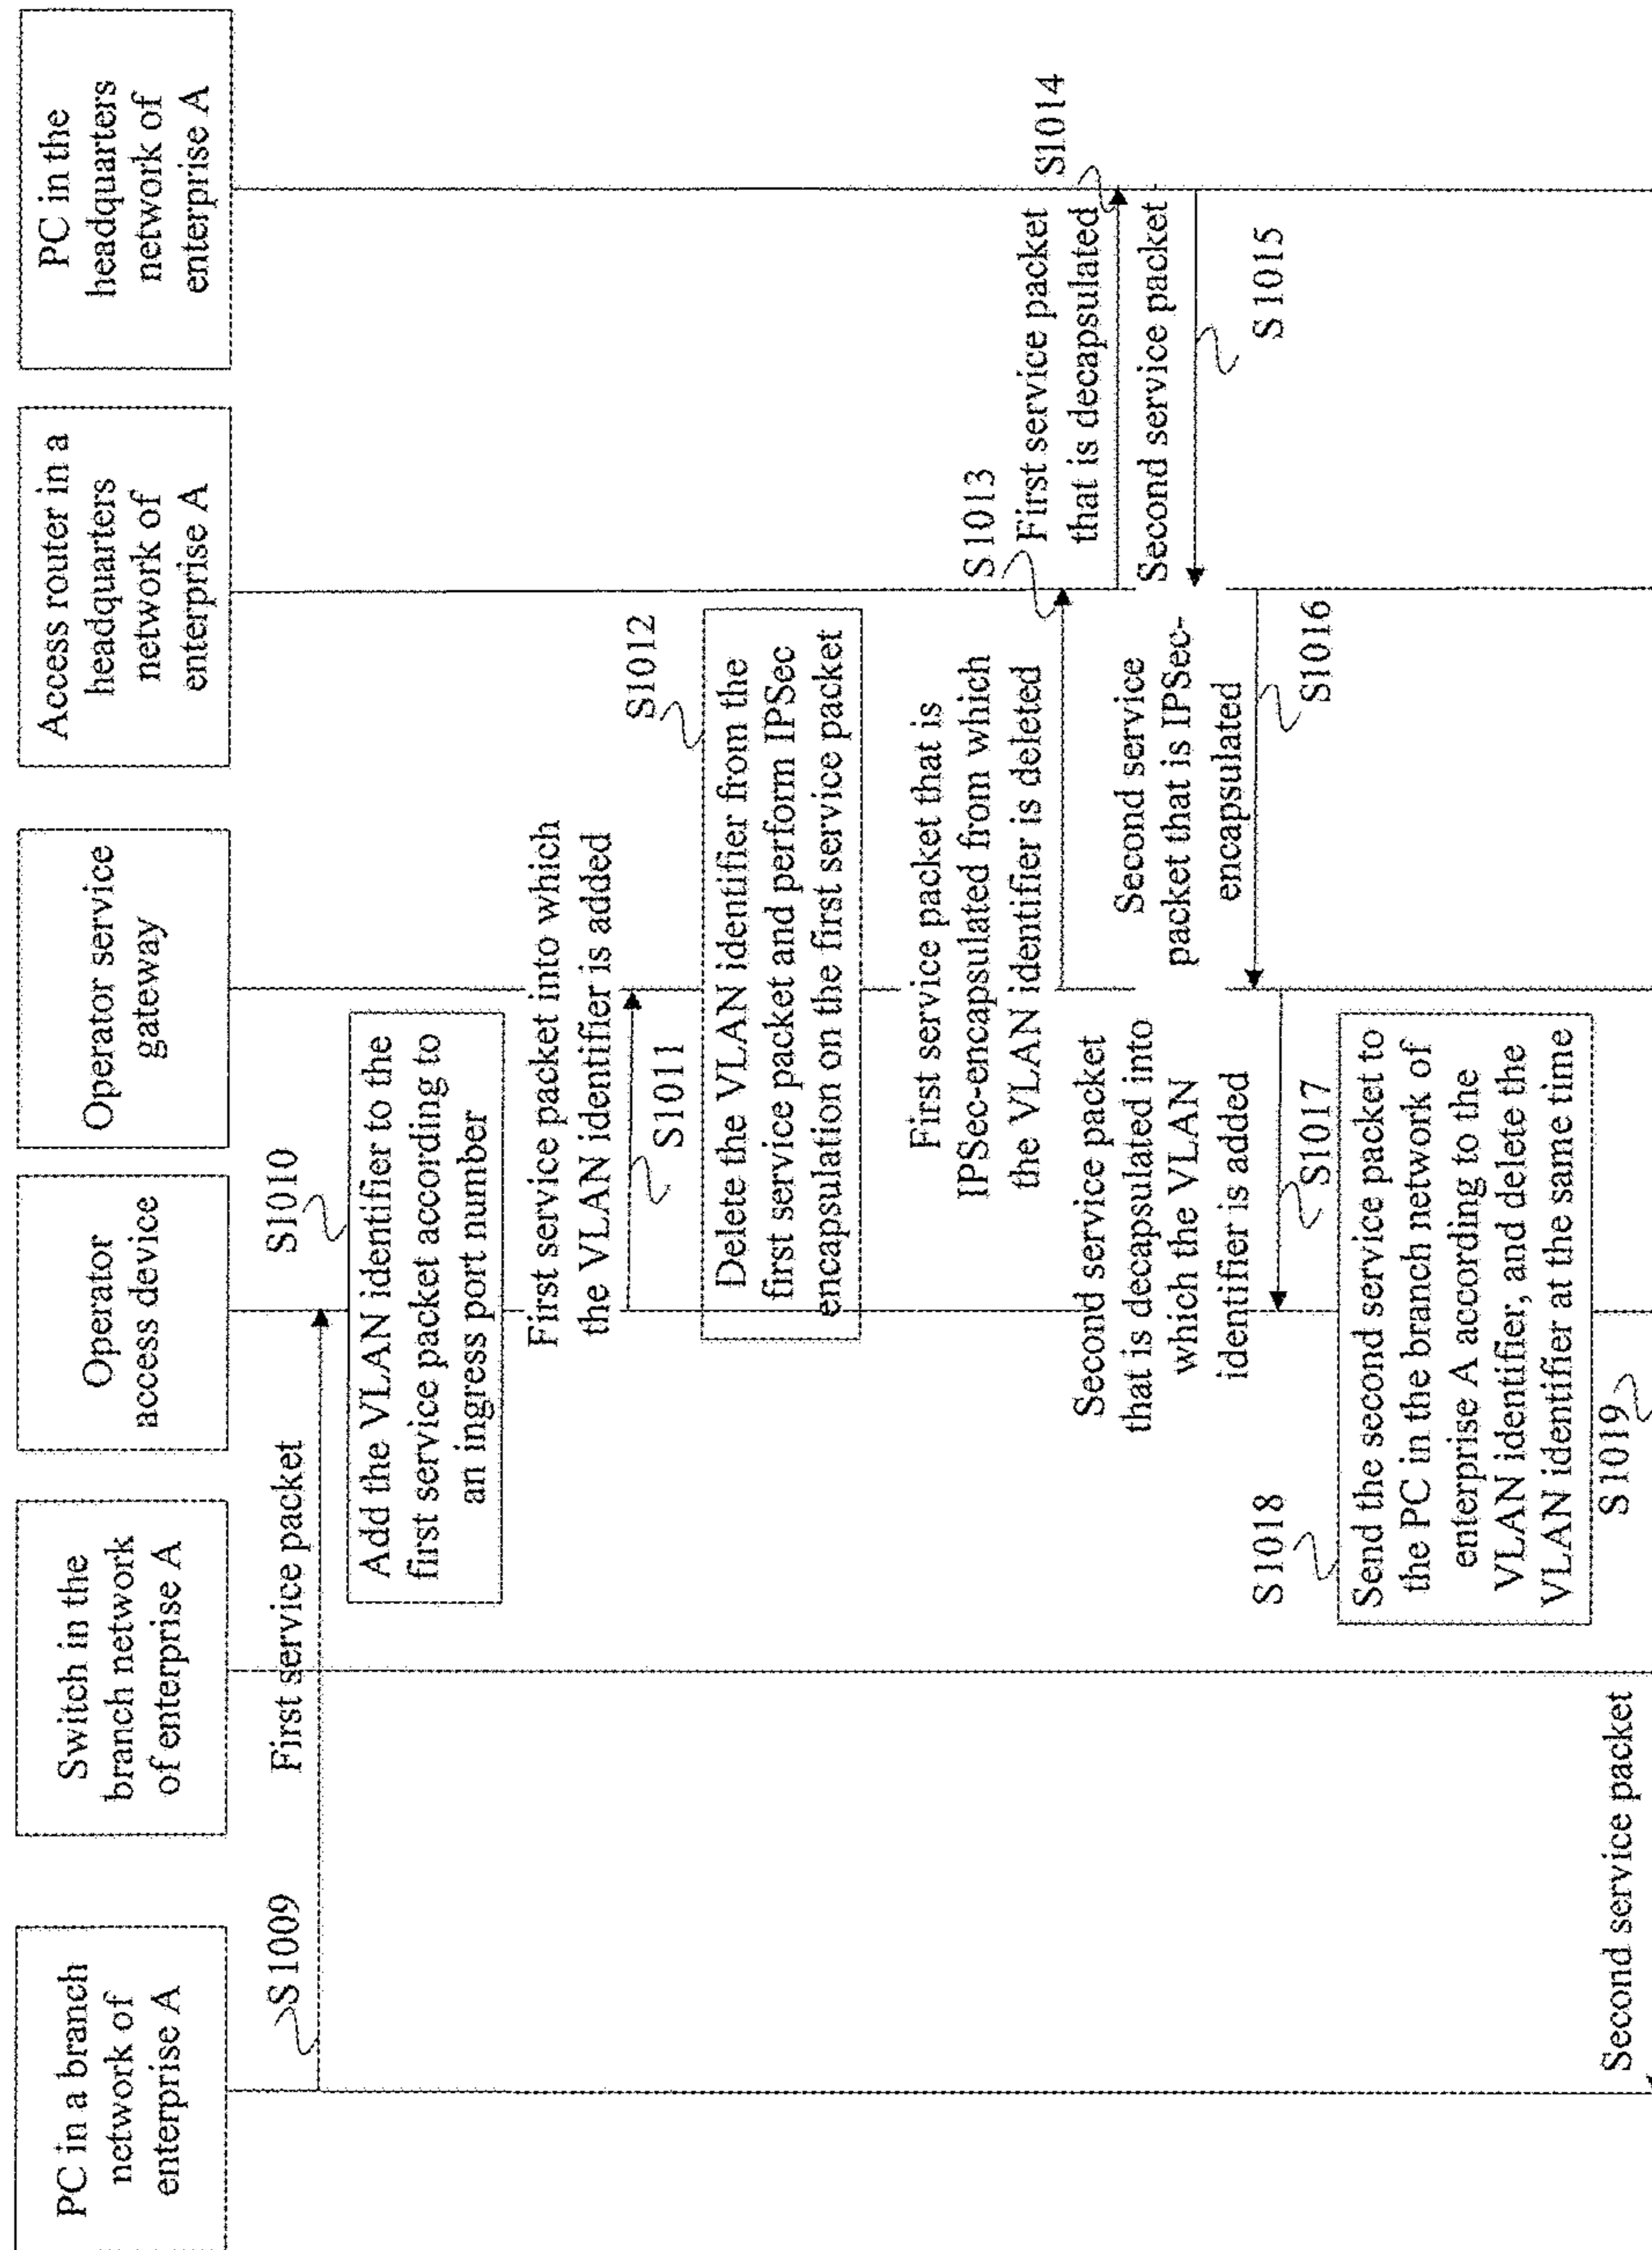 PC in a branch
network of
enterprise A
Switch in the
branch network
of enterprise A
Operator
access device
Operator service
gateway
Access router in a
headquarters
network of
enterprise A
PC in the
headquarters
network of
enterprise A
S1009
First service packet
S1010
Add the VLAN identifier to the
first service packet according to
an ingress port number
First service packet into which
the VLAN identifier is added
S1011
S1012
Delete the VLAN identifier from the
first service packet and perform IPSec
encapsulation on the first service packet
First service packet that is
IPSec-encapsulated from which
the VLAN identifier is deleted
S1013
First service packet
that is decapsulated
S1014
Second service packet
S1015
Second service
packet that is IPSec-
encapsulated
S1016
Second service packet
that is decapsulated into
which the VLAN
identifier is added
S1017
S1018
Send the second service packet to
the PC in the branch network of
enterprise A according to the
VLAN identifier, and delete the
VLAN identifier at the same time
S1019
Second service packet